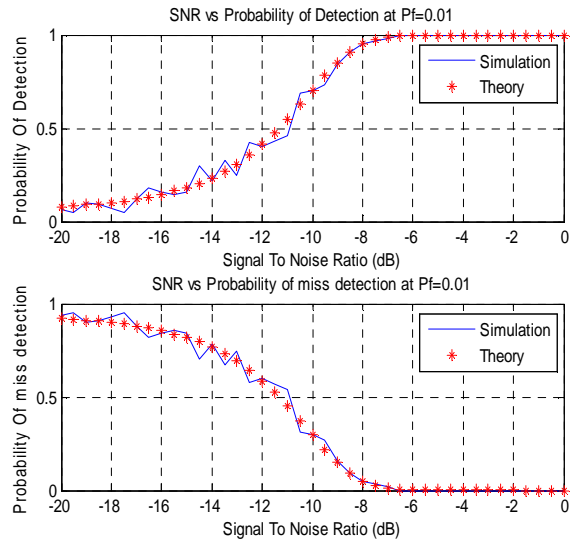 SNR vs Probability of Detection at Pf=0.01
Probability Of Detection
1
0.5
0
Simulation
Theory
-20 -18 -16 -14 -12 -10 -8 -6 -4 -2 0
Signal To Noise Ratio (dB)
SNR vs Probability of miss detection at Pf=0.01
Probability Of miss detection
1
0.5
0
Simulation
Theory
-20 -18 -16 -14 -12 -10 -8 -6 -4 -2 0
Signal To Noise Ratio (dB)